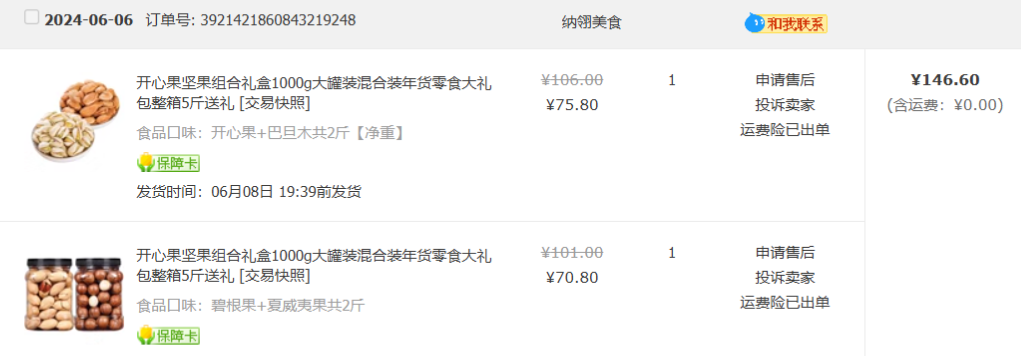 2024-06-06 订单号: 3921421860843219248 纳翎美食 和我联系
开心果坚果组合礼盒1000g大罐装混合装年货零食大礼 ¥106.00 1 申请售后 ¥146.60
包整箱5斤送礼 [交易快照] ¥75.80 投诉卖家 (含运费：¥0.00)
食品口味：开心果+巴旦木共2斤【净重】 运费险已出单
保障卡
发货时间：06月08日 19:39前发货
开心果坚果组合礼盒1000g大罐装混合装年货零食大礼 ¥101.00 1 申请售后
包整箱5斤送礼 [交易快照] ¥70.80 投诉卖家
食品口味：碧根果+夏威夷果共2斤 运费险已出单
保障卡